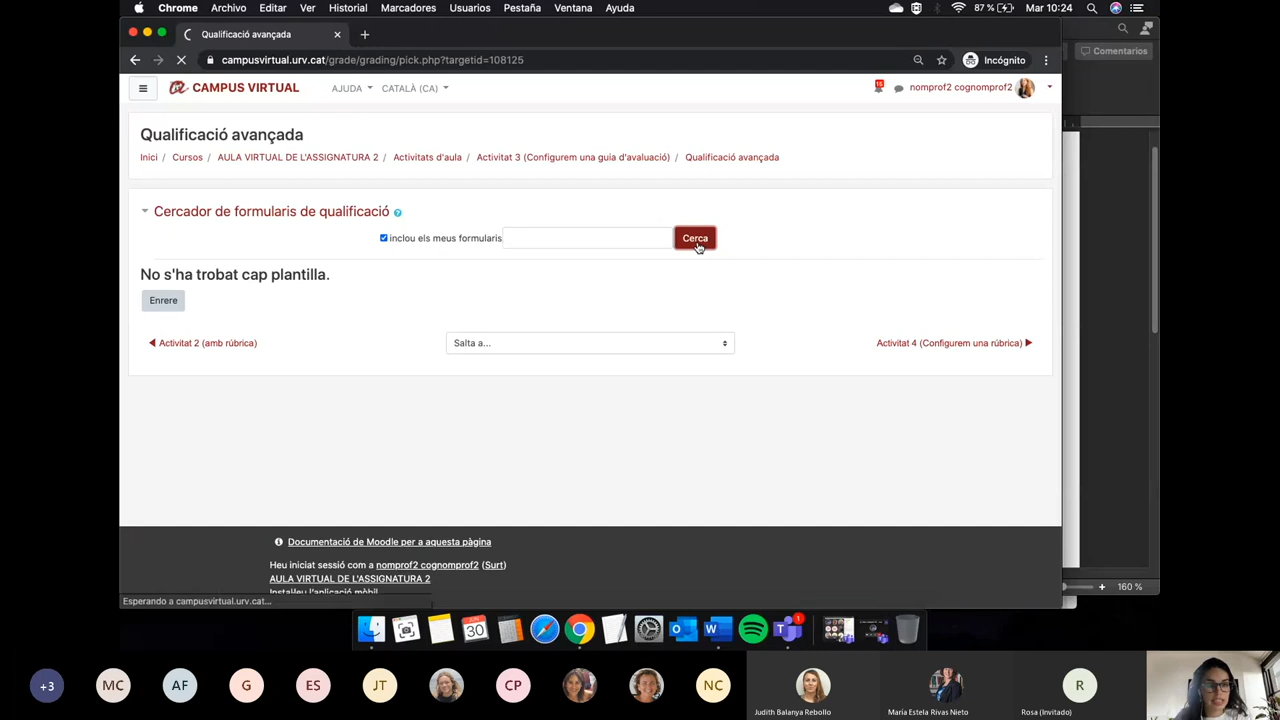 Chrome Archivo Editar Ver Historial Marcadores Usuarios Pestaña Ventana Ayuda 87 % Mar 10:24
Qualificació avançada
campusvirtual.urv.cat/grade/grading/pick.php?targetid=108125 Incógnito
Comentarios
CAMPUS VIRTUAL AJUDA CATALÀ (CA) nomprof2 cognomprof2
Qualificació avançada
Inici / Cursos / AULA VIRTUAL DE L'ASSIGNATURA 2 / Activitats d'aula / Activitat 3 (Configurem una guia d'avaluació) / Qualificació avançada
Cercador de formularis de qualificació
inclou els meus formularis Cerca
No s'ha trobat cap plantilla.
Enrere
Activitat 2 (amb rúbrica) Salta a... Activitat 4 (Configurem una rúbrica)
Documentació de Moodle per a aquesta pàgina
Heu iniciat sessió com a nomprof2 cognomprof2 (Surt)
AULA VIRTUAL DE L'ASSIGNATURA 2
Instal·leu l'aplicació mòbil
Esperando a campusvirtual.urv.cat...
160 %
30
1
+3 MC AF G ES JT CP NC R
Judith Balanya Rebollo María Estela Rivas Nieto Rosa (Invitado)